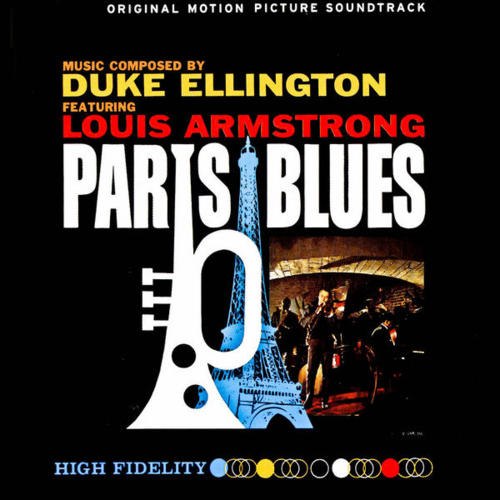 ORIGINAL MOTION PICTURE SOUNDTRACK
MUSIC COMPOSED BY
DUKE ELLINGTON
FEATURING
LOUIS ARMSTRONG
PARIS BLUES
HIGH FIDELITY